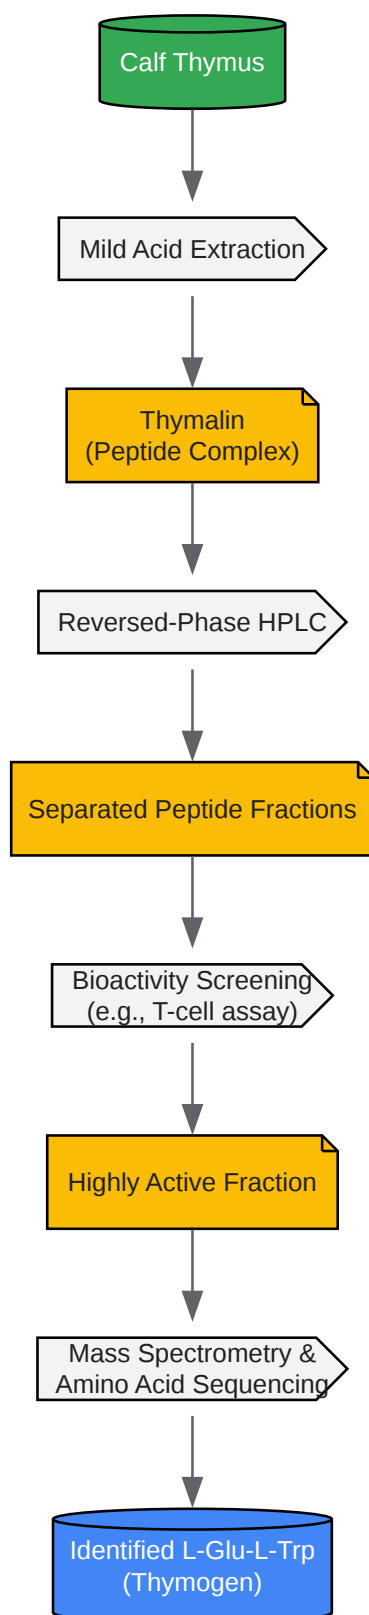 Calf Thymus
Mild Acid Extraction
Thymalin
(Peptide Complex)
Reversed-Phase HPLC
Separated Peptide Fractions
Bioactivity Screening
(e.g., T-cell assay)
Highly Active Fraction
Mass Spectrometry &
Amino Acid Sequencing
Identified L-Glu-L-Trp
(Thymogen)